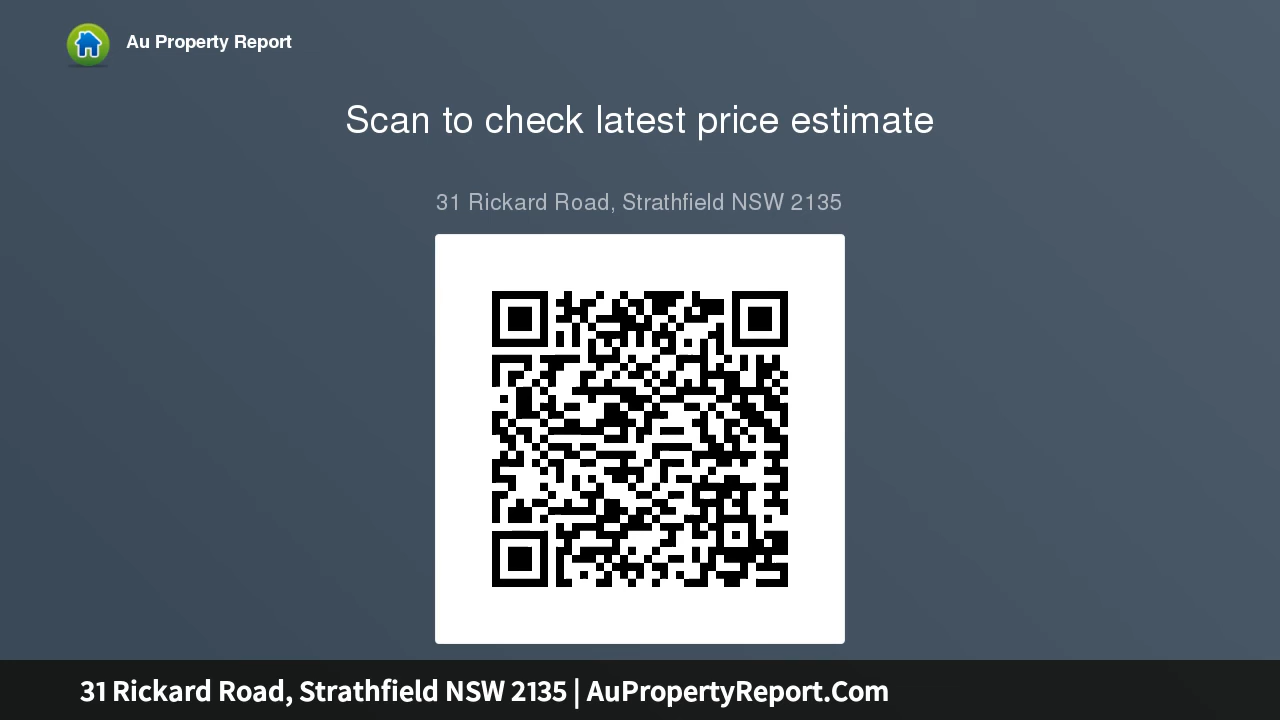 Au Property Report
Scan to check latest price estimate
31 Rickard Road, Strathfield NSW 2135
31 Rickard Road, Strathfield NSW 2135 | AuPropertyReport.Com